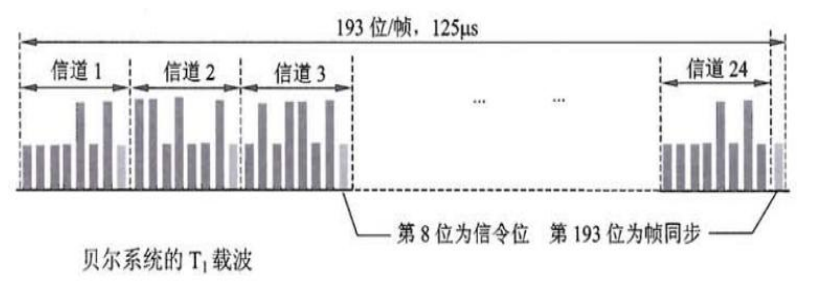 193 位/帧，125μs
信道 1 信道 2 信道 3 信道 24
... ...
第 8 位为信令位 第 193 位为帧同步
贝尔系统的 T₁ 载波